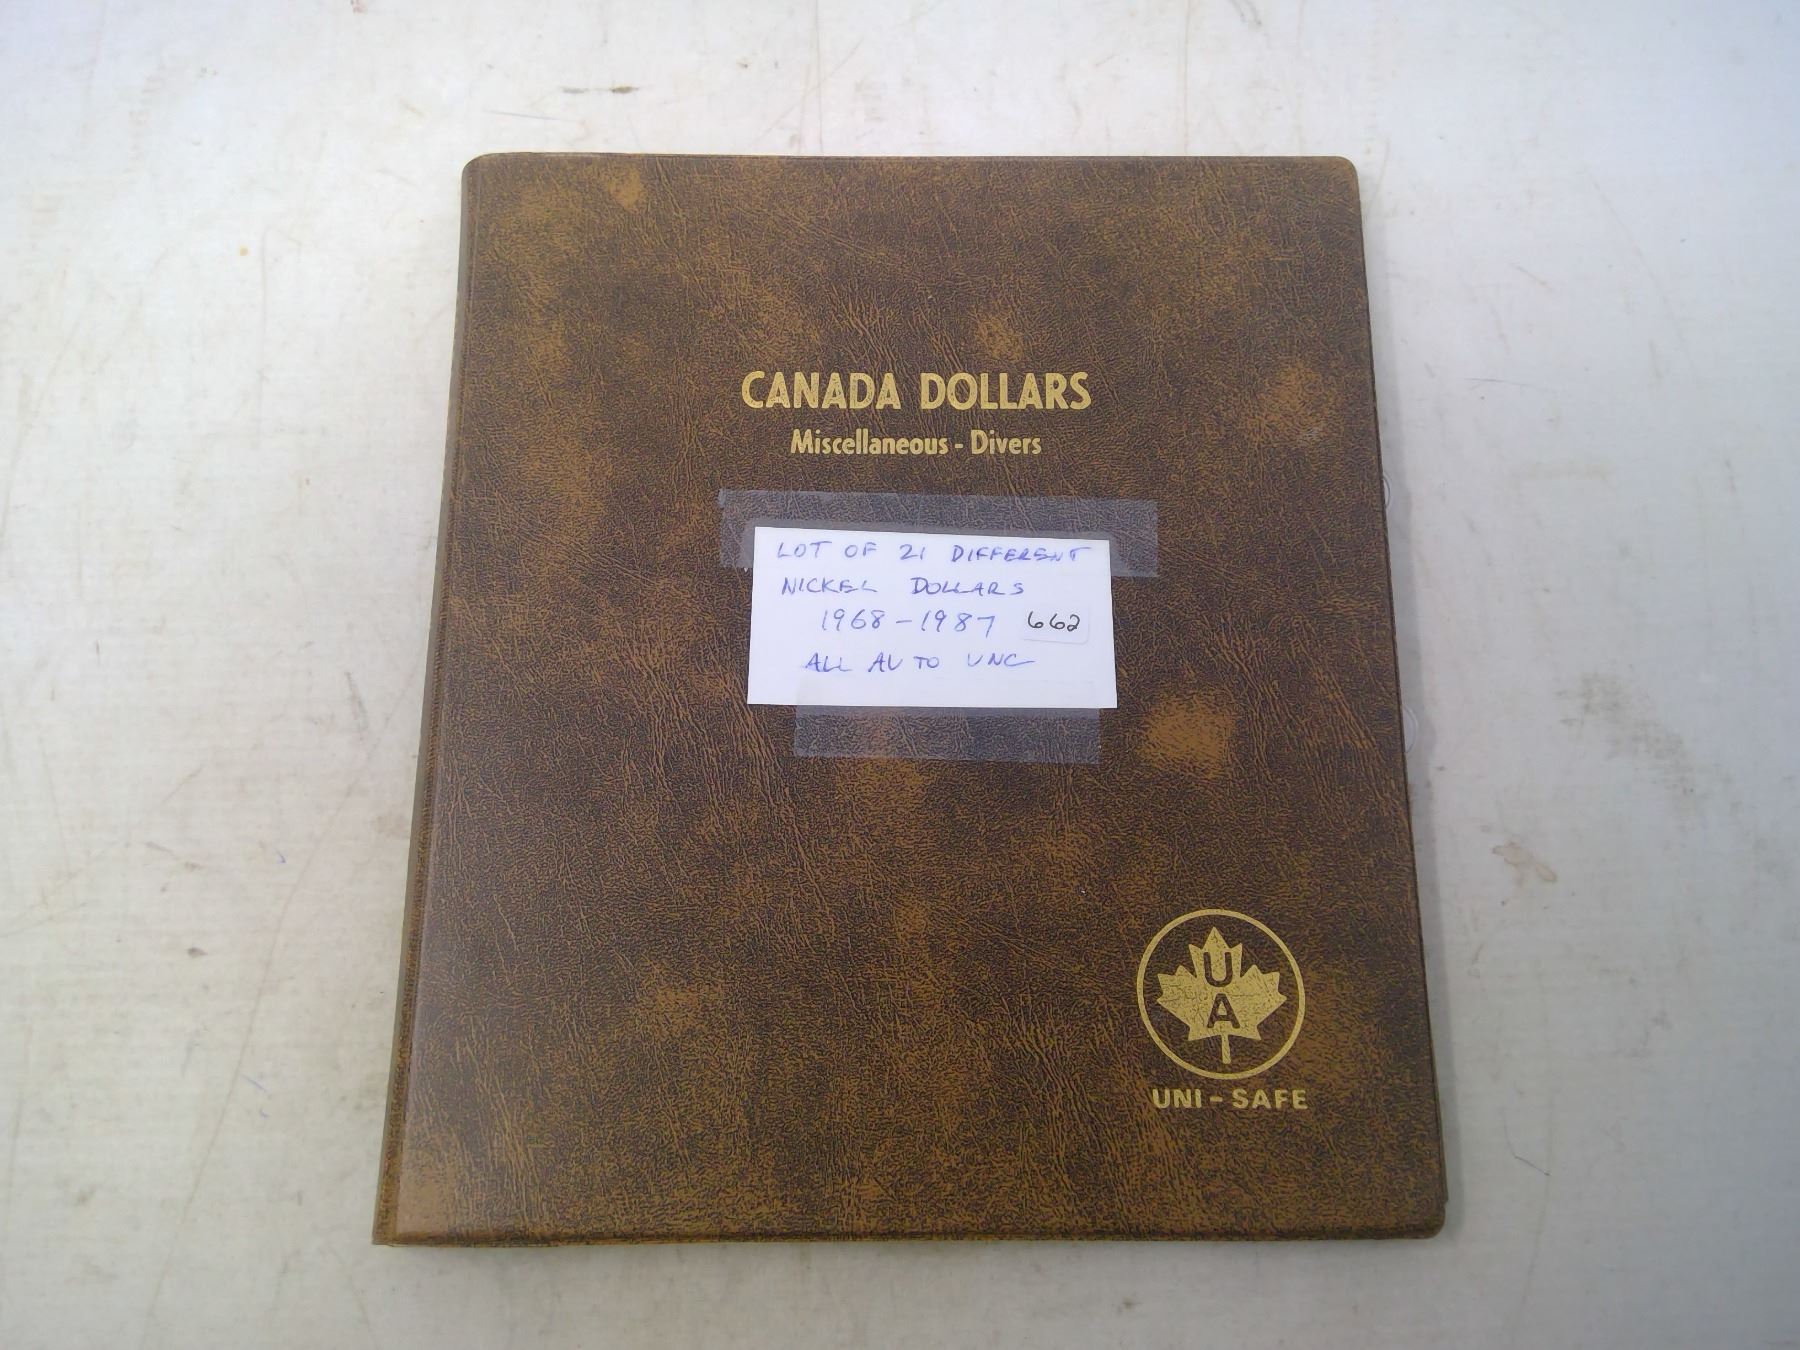 CANADA DOLLARS
Miscellaneous - Divers
LOT OF 21 DIFFERENT
NICKEL DOLLARS
1968-1987 662
ALL AU TO UNC
U
A
UNI-SAFE